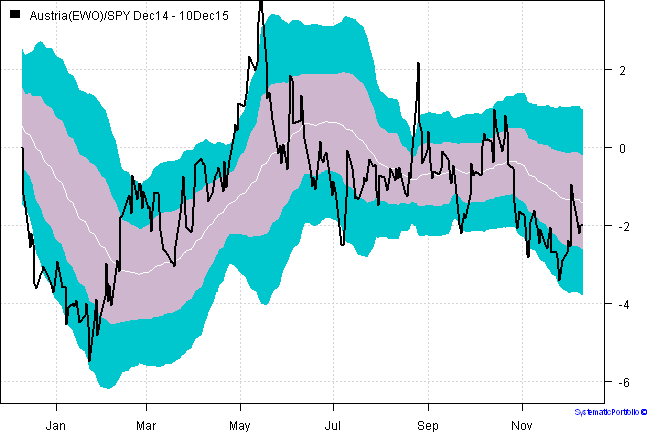 Austria(EWO)/SPY Dec14 - 10Dec15
2
0
-2
-4
-6
Jan Mar May Jul Sep Nov
SystematicPortfolio ©